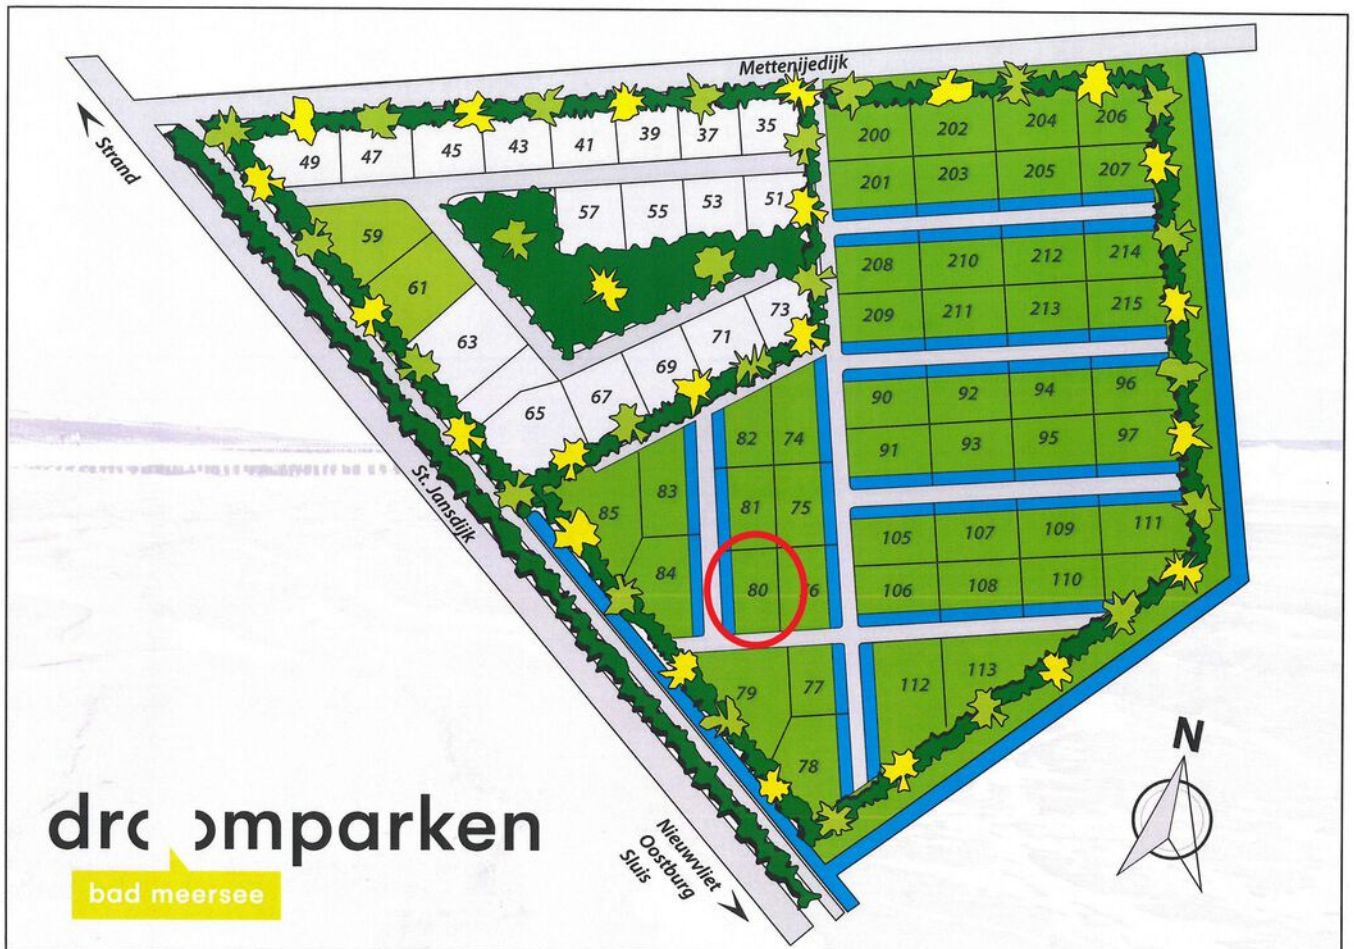 Mettenijedijk
Strand
49 47 45 43 41 39 37 35
200 202 204 206
201 203 205 207
57 55 53 51
59
61
208 210 212 214
209 211 213 215
63
65 67 69 71 73
90 92 94 96
91 93 95 97
82 74
85 83
81 75
84
80 76
105 107 109 111
106 108 110
St. Jansdijk
79 77
78
112 113
N
droomparken
bad meersee
Nieuwvliet
Oostburg
Sluis